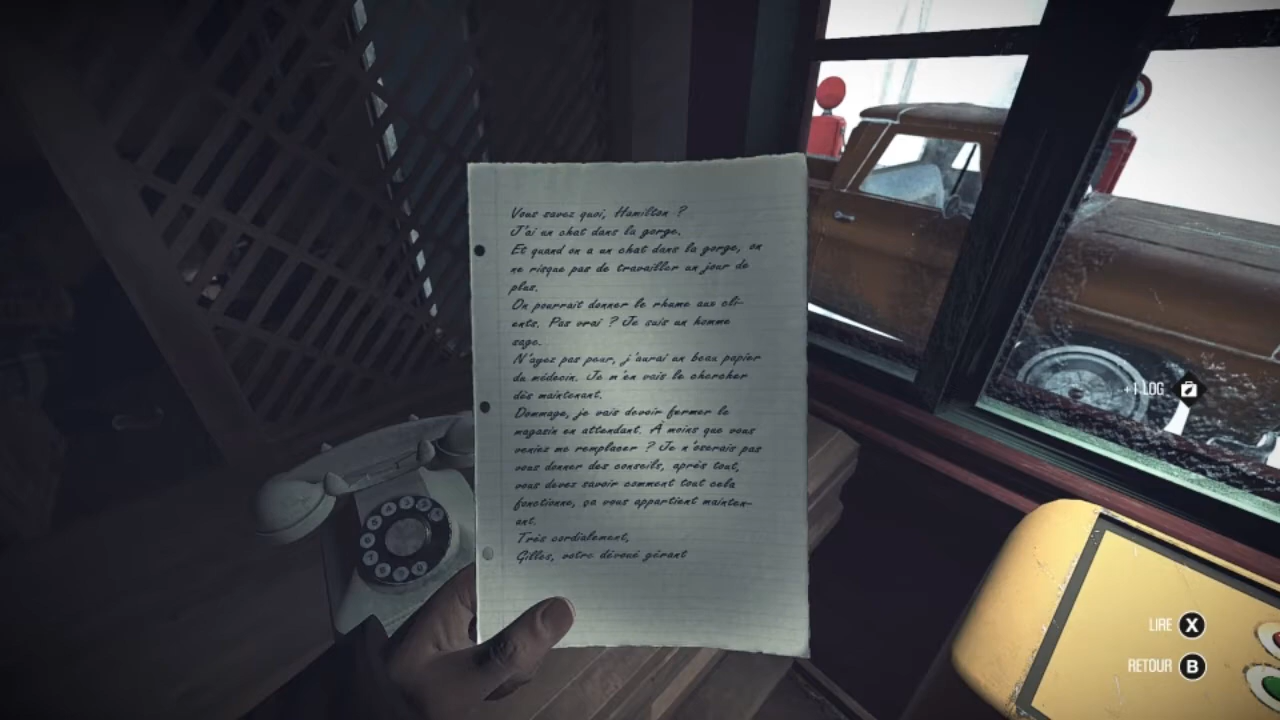 Vous savez quoi, Hamilton ?
J'ai un chat dans la gorge.
Et quand on a un chat dans la gorge, on
ne risque pas de travailler un jour de
plus.
On pourrait donner le rhume aux cli-
ents. Pas vrai ? Je suis un homme
sage.
N'ayez pas peur, j'aurai un beau papier
du médecin. Je m'en vais le chercher
dès maintenant.
Dommage, je vais devoir fermer le
magasin en attendant. À moins que vous
veniez me remplacer ? Je n'oserais pas
vous donner des conseils, après tout,
vous devez savoir comment tout cela
fonctionne, ça vous appartient mainten-
ant.
Très cordialement,
Gilles, votre dévoué gérant
+1 LOG
LIRE X
RETOUR B